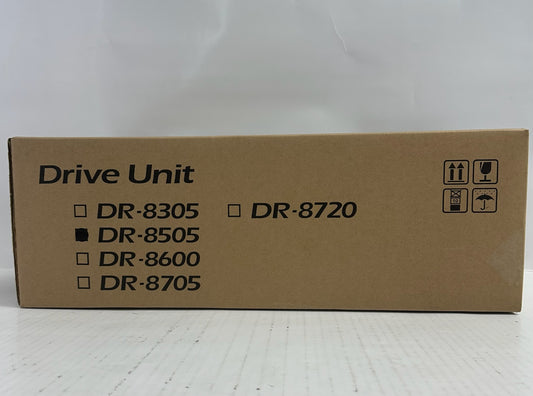 Drive Unit
☐ DR-8305 ☐ DR-8720
■ DR-8505
☐ DR-8600
☐ DR-8705